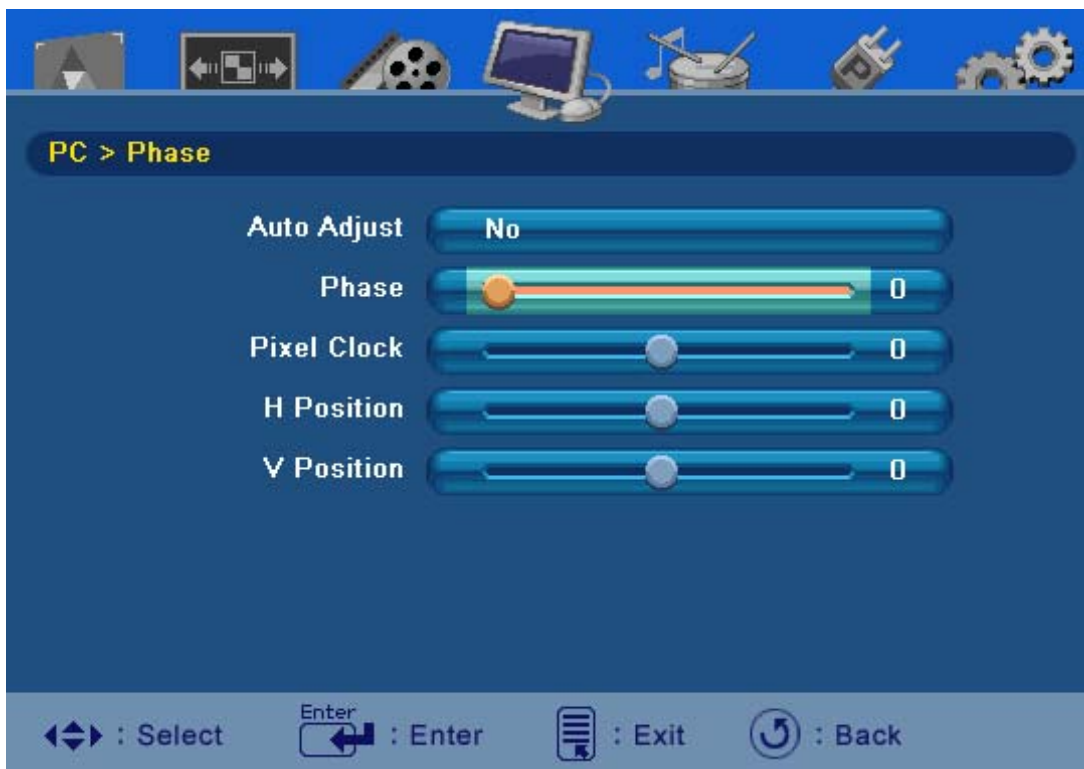 PC > Phase
Auto Adjust No
Phase 0
Pixel Clock 0
H Position 0
V Position 0
P
: Select Enter : Enter : Exit : Back